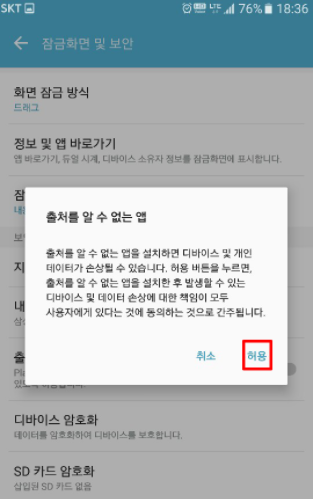 SKT 76% 18:36
← 잠금화면 및 보안
화면 잠금 방식
드래그
정보 및 앱 바로가기
앱 바로가기, 듀얼 시계, 디바이스 소유자 정보를 잠금화면에 표시합니다.
잠
내
출처를 알 수 없는 앱
보
출처를 알 수 없는 앱을 설치하면 디바이스 및 개인
데이터가 손상될 수 있습니다. 허용 버튼을 누르면,
출처를 알 수 없는 앱을 설치한 후 발생할 수 있는
디바이스 및 데이터 손상에 대한 책임이 모두
사용자에게 있다는 것에 동의하는 것으로 간주됩니다.
지
내
삼
취소 허용
출
Pla
디바이스 암호화
데이터를 암호화하여 디바이스를 보호합니다.
SD 카드 암호화
삽입된 SD 카드 없음